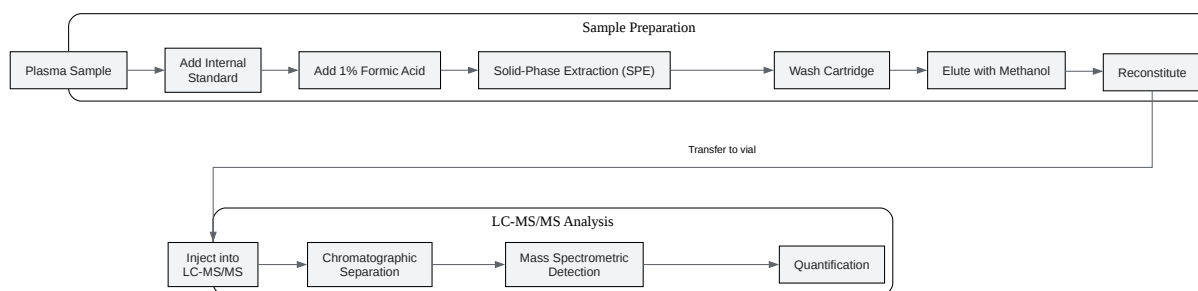 Sample Preparation
Plasma Sample
Add Internal
Standard
Add 1% Formic Acid
Solid-Phase Extraction (SPE)
Wash Cartridge
Elute with Methanol
Reconstitute
Transfer to vial
LC-MS/MS Analysis
Inject into
LC-MS/MS
Chromatographic
Separation
Mass Spectrometric
Detection
Quantification